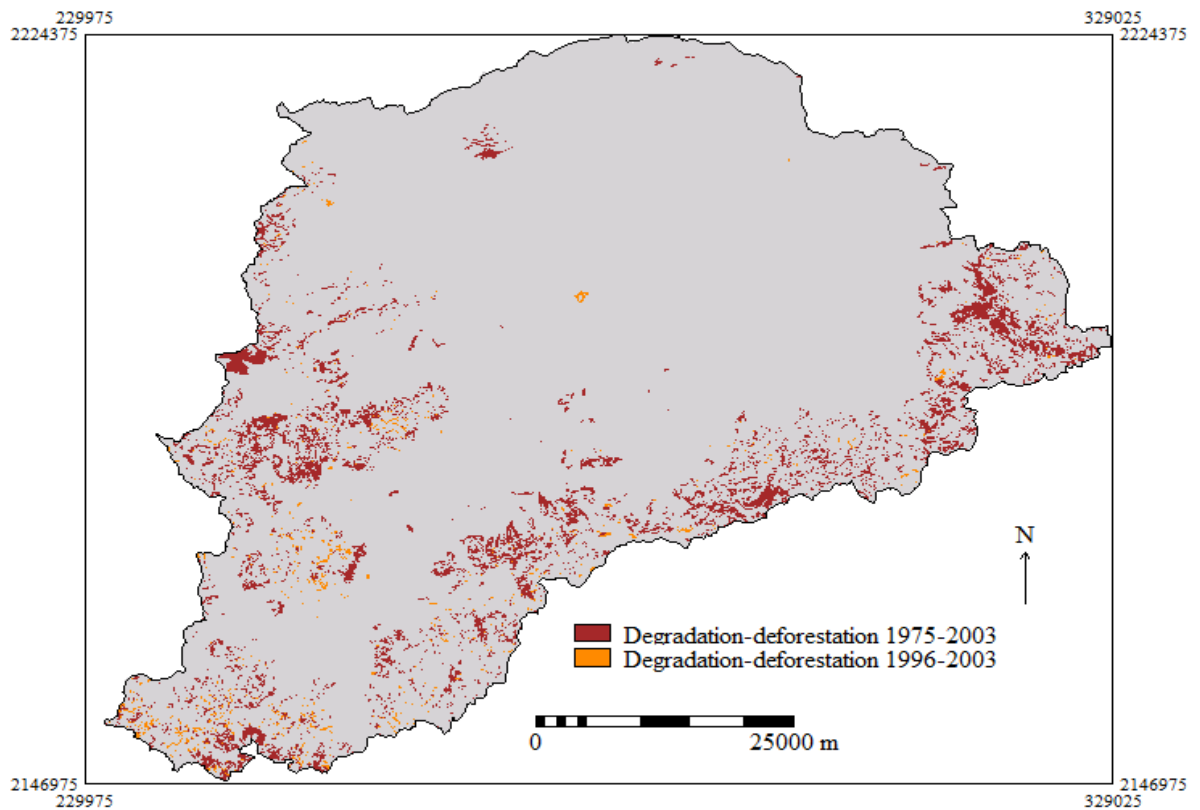 229975 329025
2224375 2224375
N
Degradation-deforestation 1975-2003
Degradation-deforestation 1996-2003
0 25000 m
2146975 2146975
229975 329025